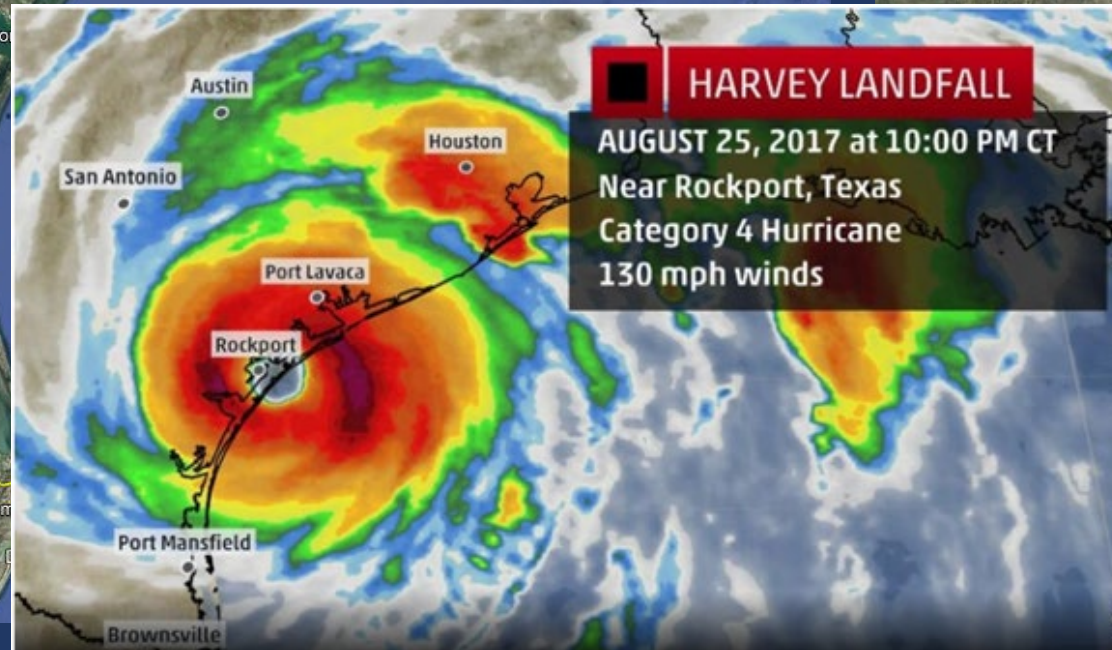 HARVEY LANDFALL
AUGUST 25, 2017 at 10:00 PM CT
Near Rockport, Texas
Category 4 Hurricane
130 mph winds
Austin
Houston
San Antonio
Port Lavaca
Rockport
Port Mansfield
Brownsville